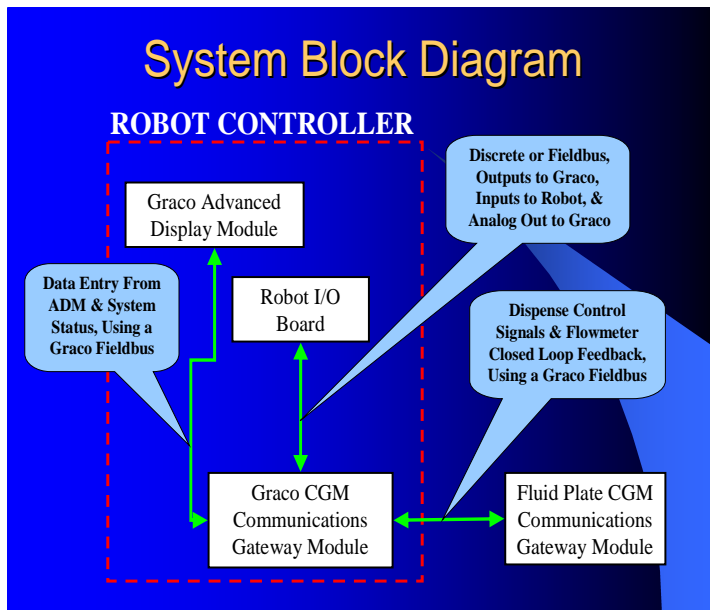 System Block Diagram
ROBOT CONTROLLER
Discrete or Fieldbus,
Outputs to Graco,
Inputs to Robot, &
Analog Out to Graco
Graco Advanced
Display Module
Data Entry From
ADM & System
Status, Using a
Graco Fieldbus
Robot I/O
Board
Dispense Control
Signals & Flowmeter
Closed Loop Feedback,
Using a Graco Fieldbus
Graco CGM
Communications
Gateway Module
Fluid Plate CGM
Communications
Gateway Module